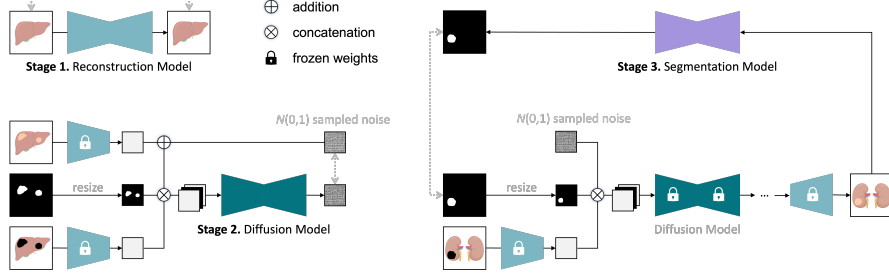 addition
concatenation
frozen weights
Stage 1. Reconstruction Model
Stage 3. Segmentation Model
N(0,1) sampled noise
N(0,1) sampled noise
resize
resize
...
Stage 2. Diffusion Model
Diffusion Model